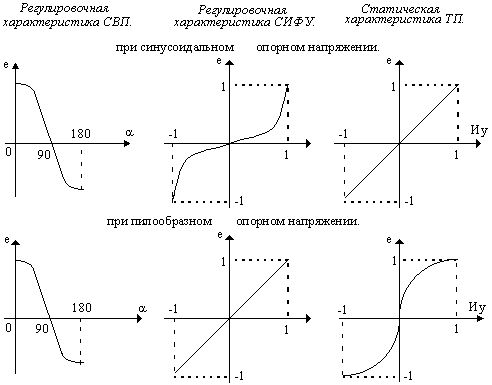 Регулировочная характеристика СВП.
Регулировочная характеристика СИФУ.
Статическая характеристика ТП.
при синусоидальном опорном напряжении.
e
0
90
180
α
e
1
-1
1
-1
e
1
-1
1
-1
Иу
при пилообразном опорном напряжении.
e
0
90
180
α
e
1
-1
1
-1
e
1
-1
1
-1
Иу